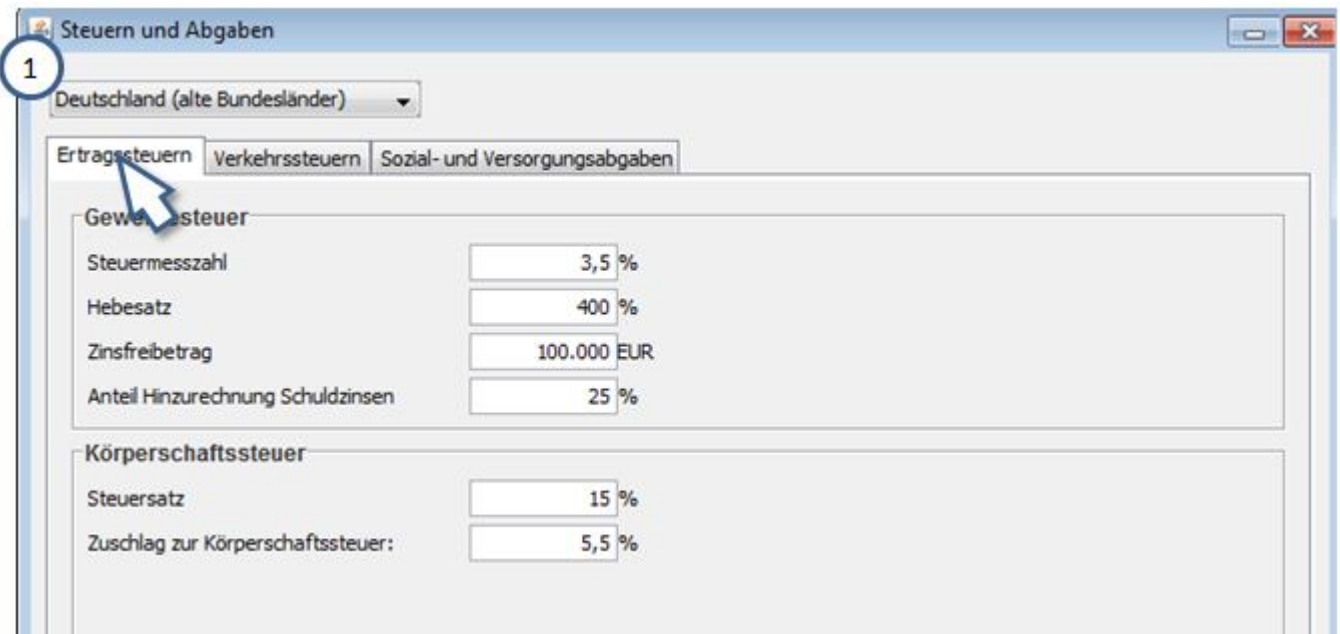 Steuern und Abgaben
1
Deutschland (alte Bundesländer)
Ertragssteuern Verkehrssteuern Sozial- und Versorgungsabgaben
Steuermesszahl 3,5 %
Hebesatz 400 %
Zinsfreibetrag 100.000 EUR
Anteil Hinzurechnung Schuldzinsen 25 %
Körperschaftssteuer
Steuersatz 15 %
Zuschlag zur Körperschaftssteuer: 5,5 %